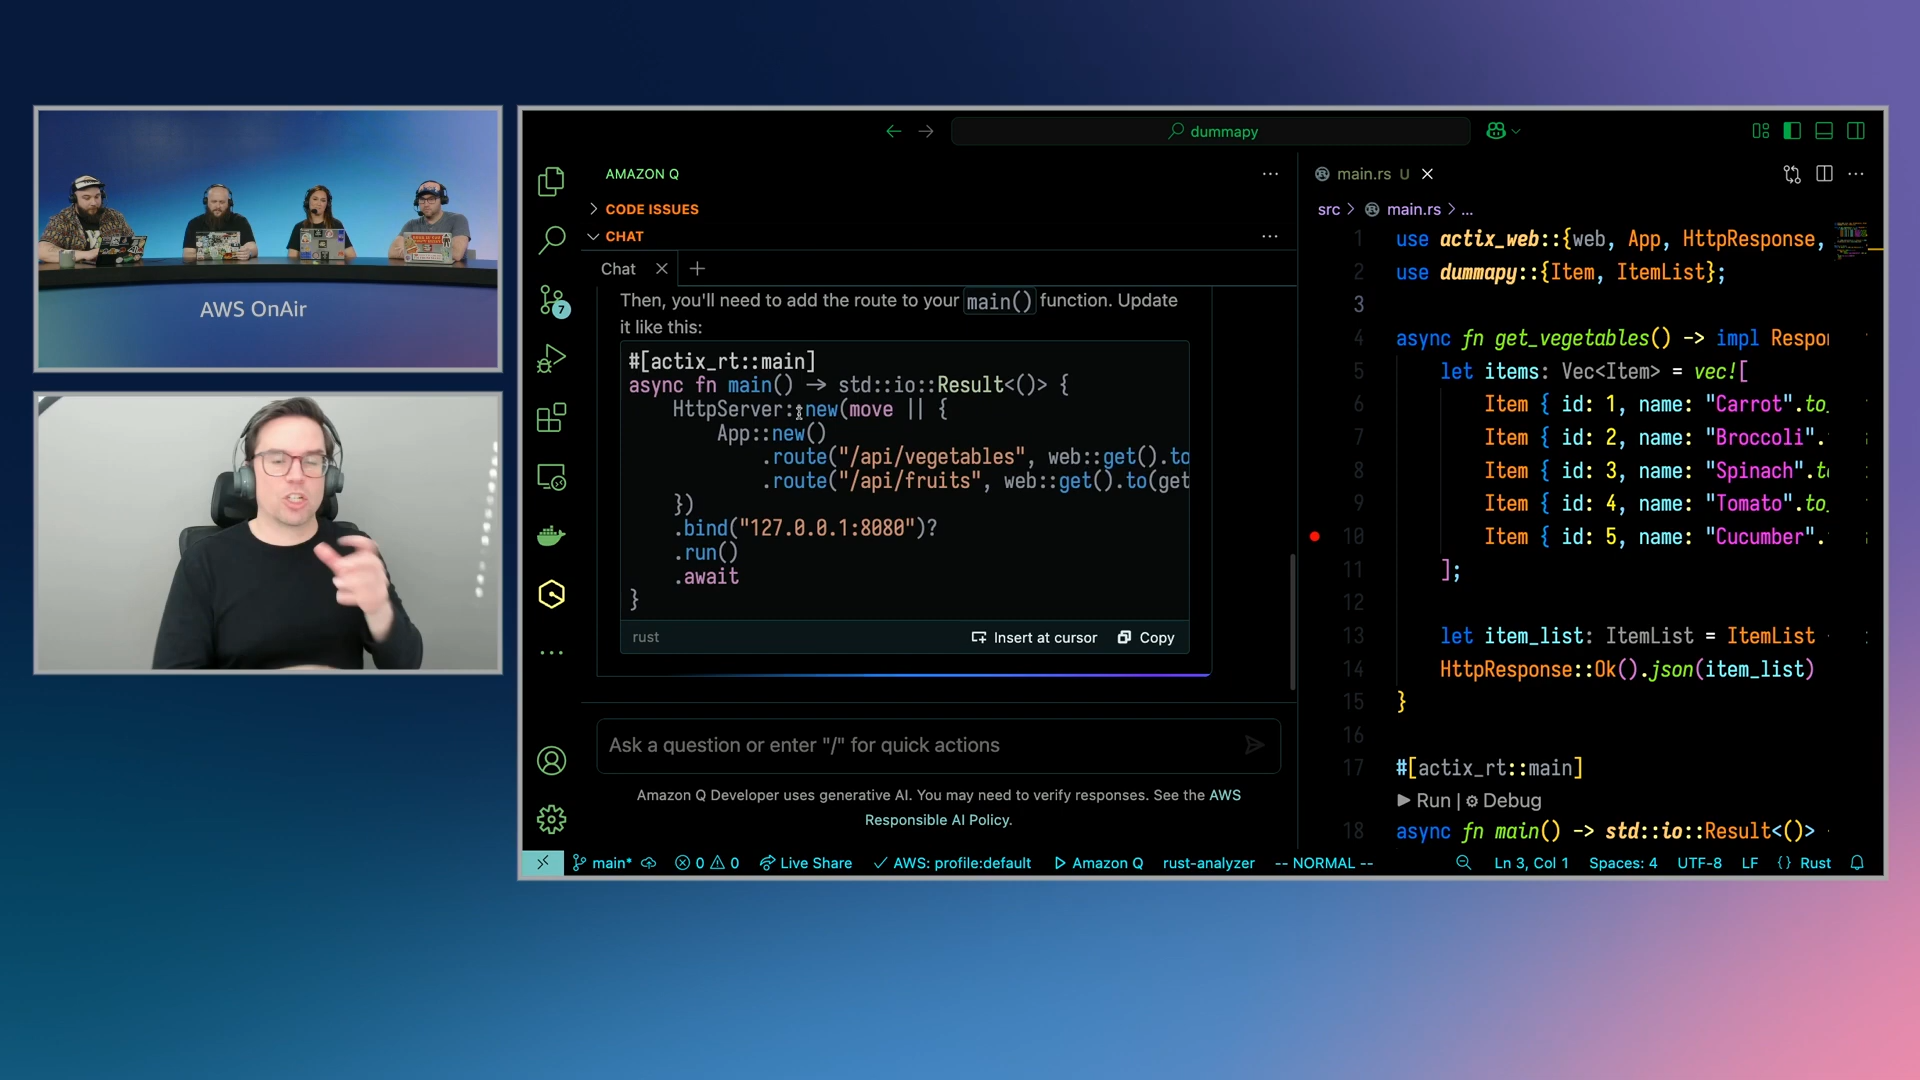 AWS OnAir
dummapy
AMAZON Q
CODE ISSUES
CHAT
Chat
Then, you'll need to add the route to your main() function. Update
it like this:
#[actix_rt::main]
async fn main() -> std::io::Result<()> {
HttpServer::new(move || {
App::new()
.route("/api/vegetables", web::get().to
.route("/api/fruits", web::get().to(get
})
.bind("127.0.0.1:8080")?
.run()
.await
}
rust
Insert at cursor
Copy
Ask a question or enter "/" for quick actions
Amazon Q Developer uses generative AI. You may need to verify responses. See the AWS
Responsible AI Policy.
7
main.rs U
src > main.rs > ...
1 use actix_web::{web, App, HttpResponse,
2 use dummapy::{Item, ItemList};
3
4 async fn get_vegetables() -> impl Respon
5 let items: Vec<Item> = vec![
6 Item { id: 1, name: "Carrot".to_
7 Item { id: 2, name: "Broccoli".
8 Item { id: 3, name: "Spinach".to
9 Item { id: 4, name: "Tomato".to_
10 Item { id: 5, name: "Cucumber".
11 ];
12
13 let item_list: ItemList = ItemList
14 HttpResponse::Ok().json(item_list)
15 }
16
17 #[actix_rt::main]
Run | Debug
18 async fn main() -> std::io::Result<()>
main* 0 0 Live Share AWS: profile:default Amazon Q rust-analyzer -- NORMAL -- Ln 3, Col 1 Spaces: 4 UTF-8 LF {} Rust